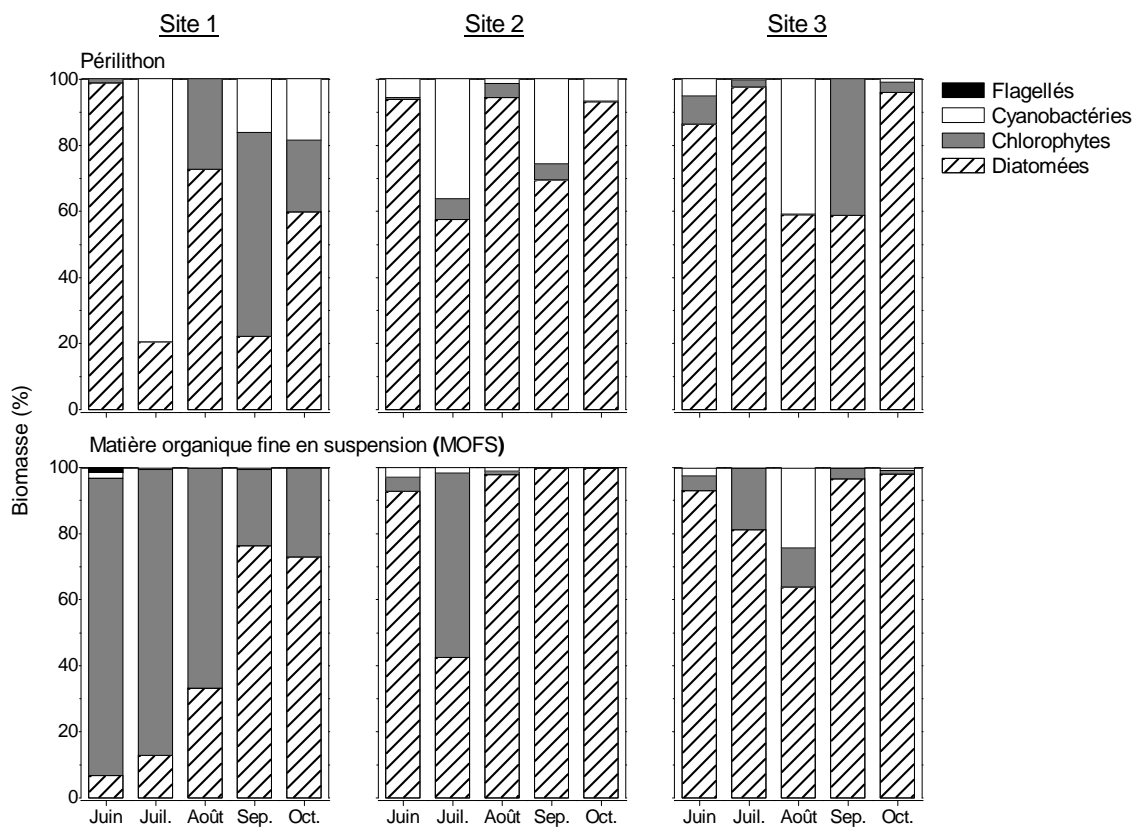 Site 1 Site 2 Site 3
Périlithon
100
80
60
40
20
0
Flagellés
Cyanobactéries
Chlorophytes
Diatomées
Biomasse (%)
Matière organique fine en suspension (MOFS)
100
80
60
40
20
0
Juin Juil. Août Sep. Oct. Juin Juil. Août Sep. Oct. Juin Juil. Août Sep. Oct.